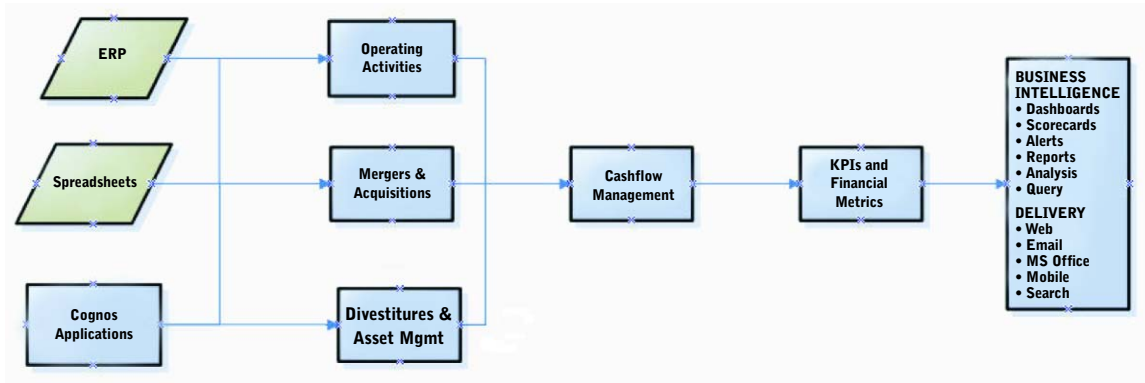 ERP
Operating
Activities
Spreadsheets
Mergers &
Acquisitions
Cognos
Applications
Divestitures &
Asset Mgmt
Cashflow
Management
KPIs and
Financial
Metrics
BUSINESS
INTELLIGENCE
• Dashboards
• Scorecards
• Alerts
• Reports
• Analysis
• Query
DELIVERY
• Web
• Email
• MS Office
• Mobile
• Search